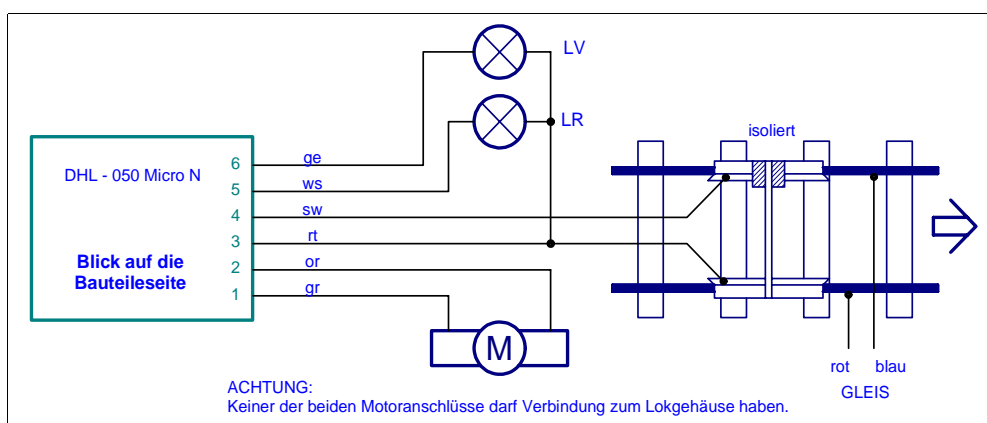 LV
LR
isoliert
DHL - 050 Micro N
6 ge
5 ws
4 sw
3 rt
2 or
1 gr
Blick auf die
Bauteileseite
M
rot blau
GLEIS
ACHTUNG:
Keiner der beiden Motoranschlüsse darf Verbindung zum Lokgehäuse haben.